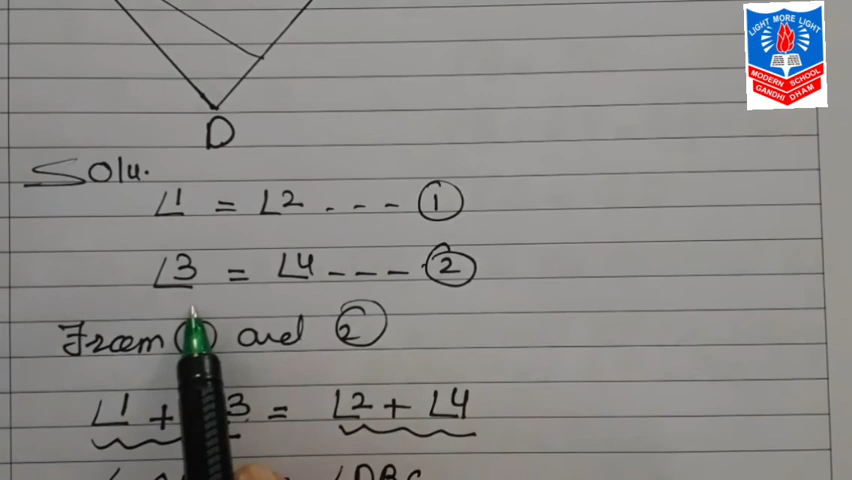 LIGHT MORE LIGHT
MODERN SCHOOL
GANDHI DHAM
D
Solu.
∠1 = ∠2 - - - ①
∠3 = ∠4 - - - ②
From ① and ②
∠1 + 3 = ∠2 + ∠4